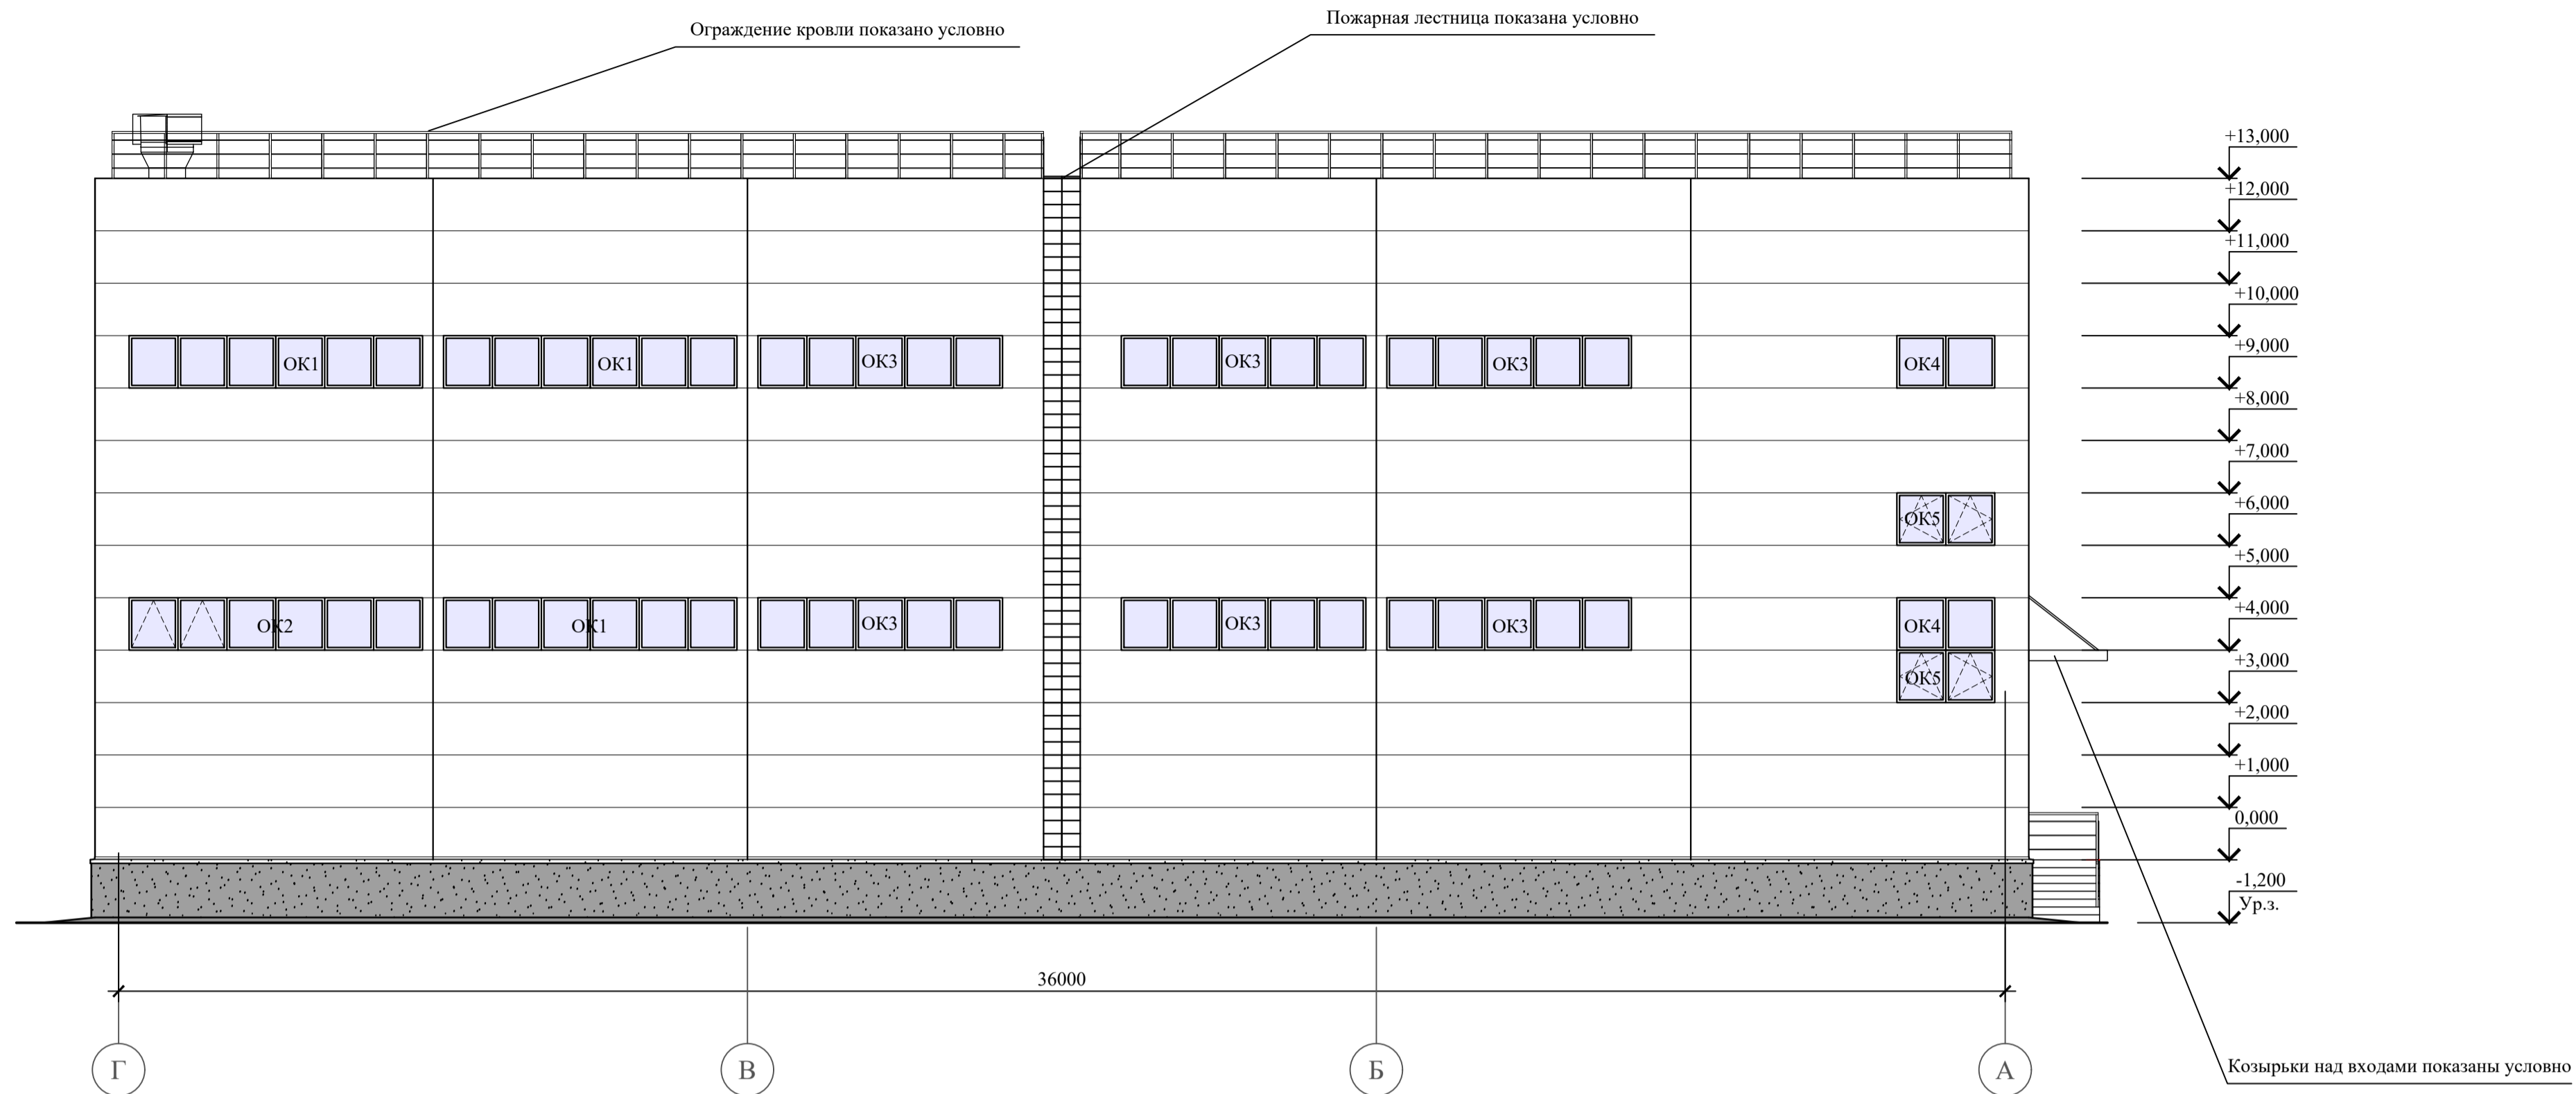 Пожарная лестница показана условно
Ограждение кровли показано условно
+13,000
+12,000
+11,000
+10,000
ОК1 ОК1 ОК3 ОК3 ОК3 ОК4
+9,000
+8,000
+7,000
+6,000
ОК5
+5,000
+4,000
ОК2 ОК1 ОК3 ОК3 ОК3 ОК4
+3,000
ОК5
+2,000
+1,000
0,000
-1,200
Ур.з.
36000
Г В Б А
Козырьки над входами показаны условно